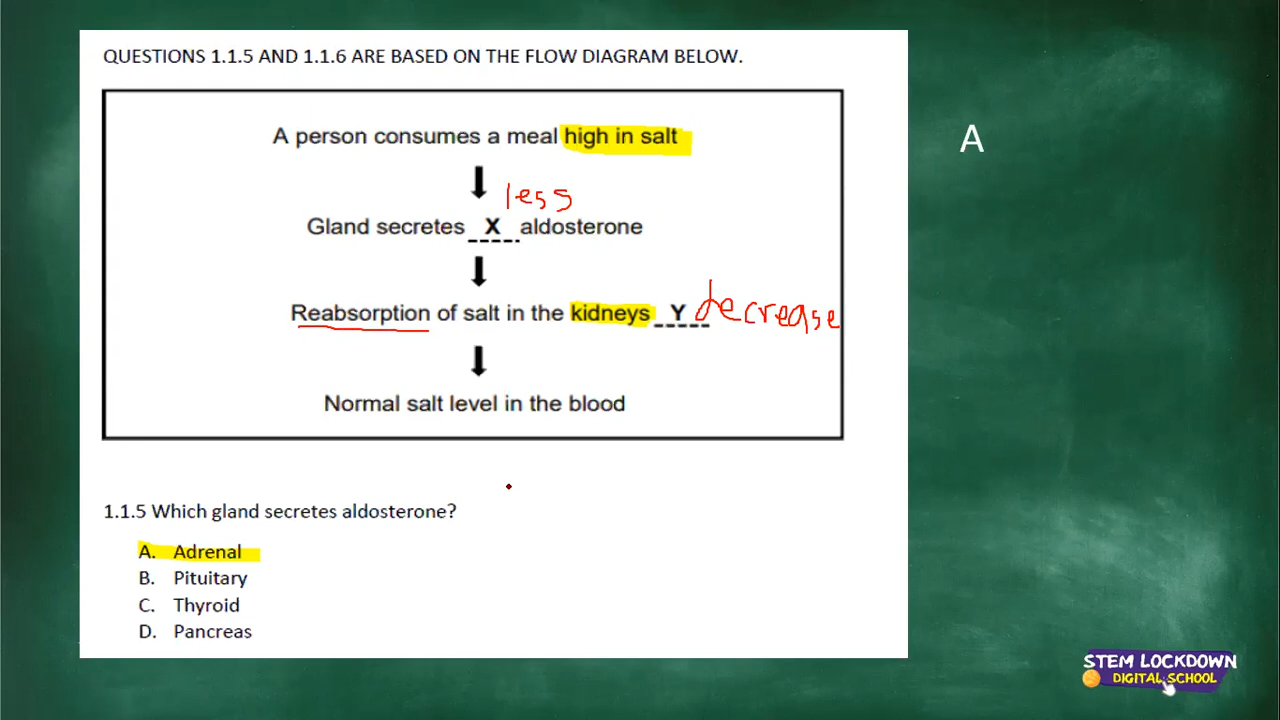 QUESTIONS 1.1.5 AND 1.1.6 ARE BASED ON THE FLOW DIAGRAM BELOW.
A person consumes a meal high in salt
less
Gland secretes X aldosterone
Reabsorption of salt in the kidneys Y decrease
Normal salt level in the blood
1.1.5 Which gland secretes aldosterone?
A. Adrenal
B. Pituitary
C. Thyroid
D. Pancreas
A
STEM LOCKDOWN
DIGITAL SCHOOL